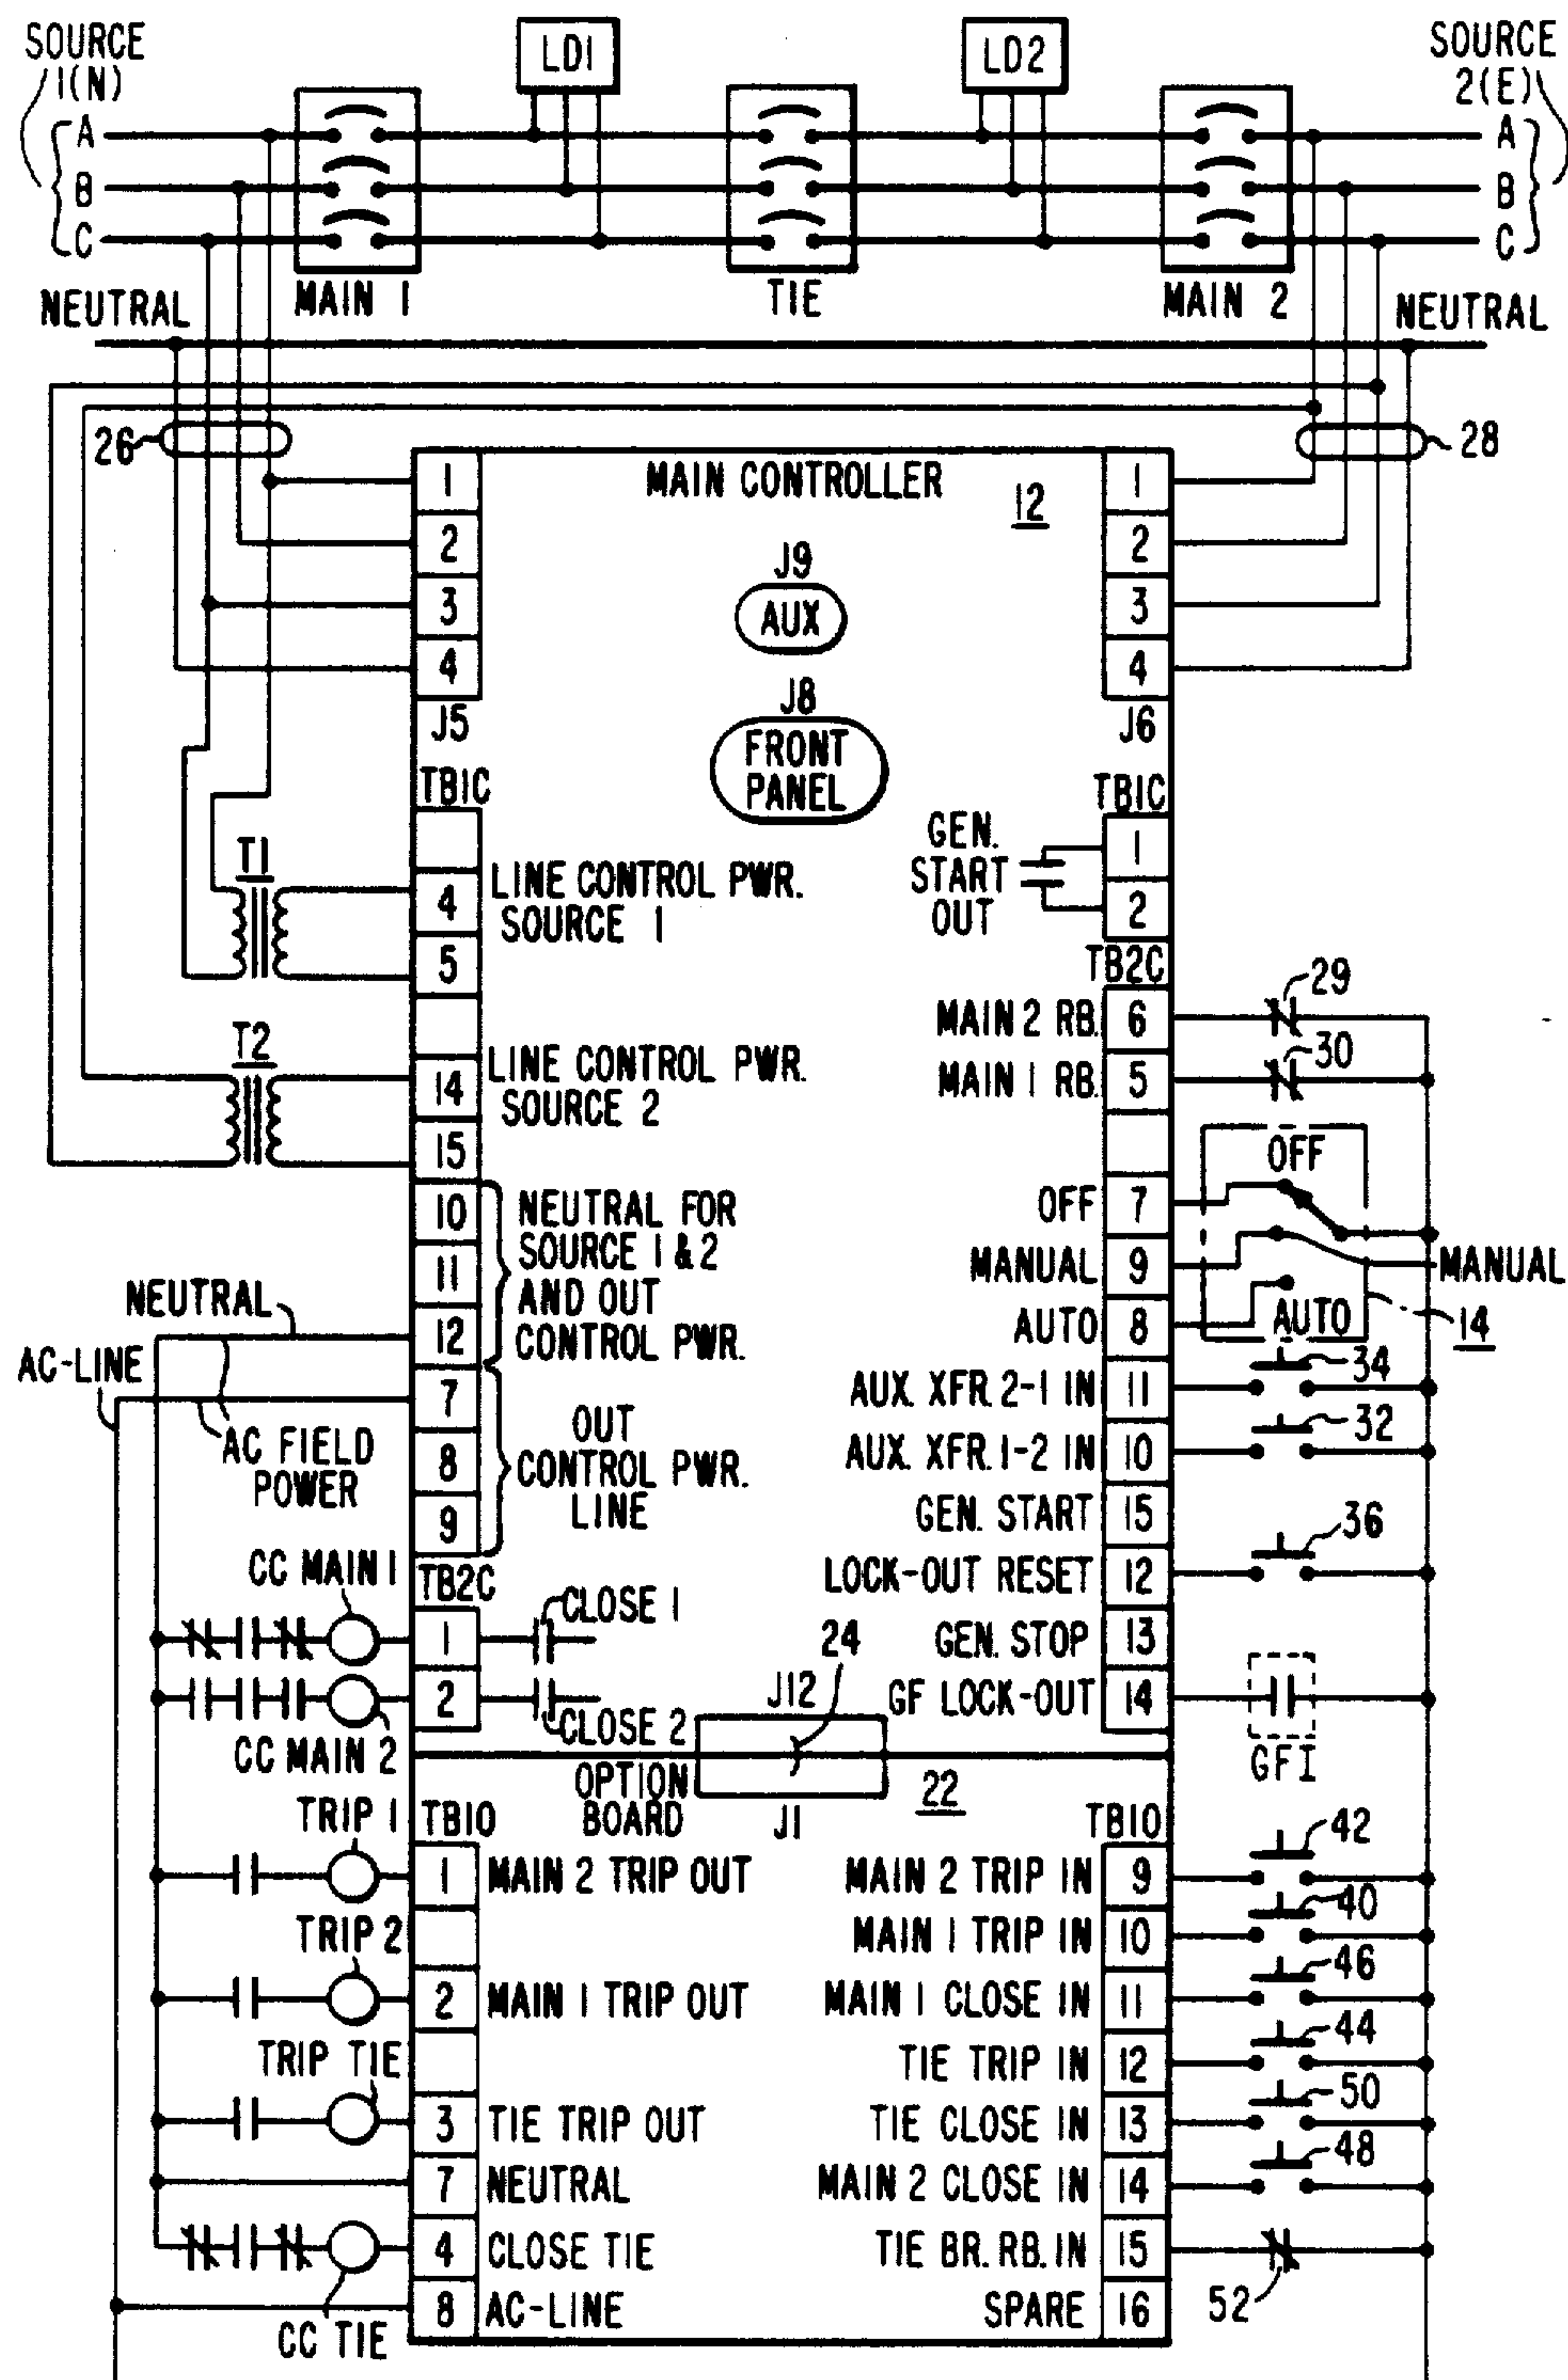 SOURCE
1(N)
LD1
LD2
SOURCE
2(E)
A
B
C
A
B
C
MAIN 1
TIE
MAIN 2
NEUTRAL
NEUTRAL
26
28
MAIN CONTROLLER
12
1
2
3
4
J5
J9
AUX
J8
FRONT
PANEL
1
2
3
4
J6
TB1C
4
5
14
15
10
11
12
7
8
9
T1
LINE CONTROL PWR.
SOURCE 1
T2
LINE CONTROL PWR.
SOURCE 2
NEUTRAL FOR
SOURCE 1 & 2
AND OUT
CONTROL PWR.
NEUTRAL
AC-LINE
AC FIELD
POWER
OUT
CONTROL PWR.
LINE
TB1C
GEN.
START
OUT
1
2
TB2C
MAIN 2 RB.
6
29
MAIN 1 RB.
5
30
OFF
OFF
7
MANUAL
9
MANUAL
AUTO
8
AUTO
14
AUX. XFR. 2-1 IN
11
34
AUX. XFR. 1-2 IN
10
32
GEN. START
15
LOCK-OUT RESET
12
36
GEN. STOP
13
GF LOCK-OUT
14
GFI
CC MAIN 1
TB2C
1
CLOSE 1
2
CLOSE 2
CC MAIN 2
24
J12
J1
OPTION
BOARD
22
TRIP 1
TB10
1
MAIN 2 TRIP OUT
TRIP 2
2
MAIN 1 TRIP OUT
TRIP TIE
3
TIE TRIP OUT
7
NEUTRAL
4
CLOSE TIE
8
AC-LINE
CC TIE
TB10
MAIN 2 TRIP IN
9
42
MAIN 1 TRIP IN
10
40
MAIN 1 CLOSE IN
11
46
TIE TRIP IN
12
44
TIE CLOSE IN
13
50
MAIN 2 CLOSE IN
14
48
TIE BR. RB. IN
15
52
SPARE
16